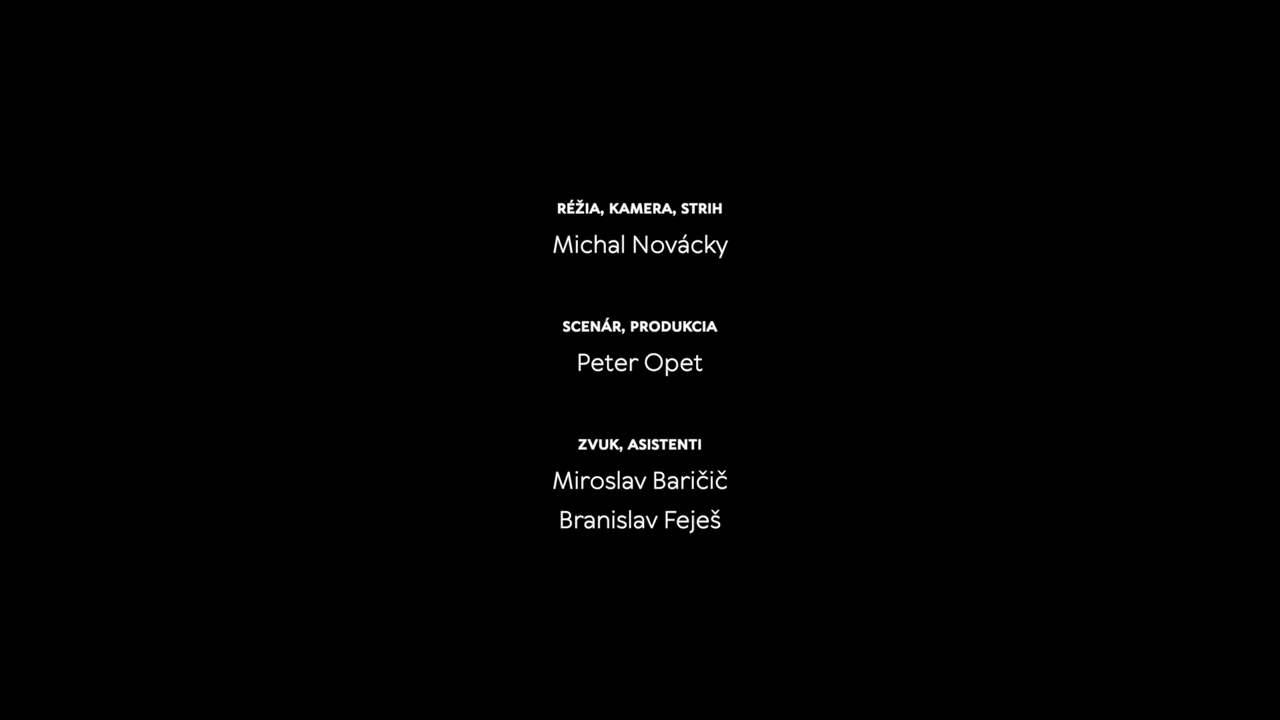 RÉŽIA, KAMERA, STRIH
Michal Novácky
SCENÁR, PRODUKCIA
Peter Opet
ZVUK, ASISTENTI
Miroslav Baričič
Branislav Feješ